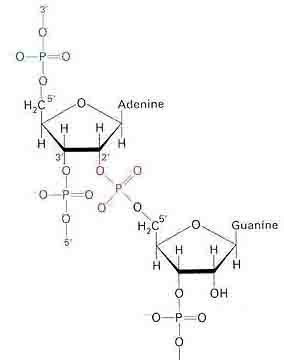 3′
O
⁻O—P=O
O
H₂C 5′
O
Adenine
H H H H
3′ 2′
O O O
⁻O—P=O P
O ⁻O O
5′ H₂C 5′
O
Guanine
H H H H
O OH
⁻O—P=O
O